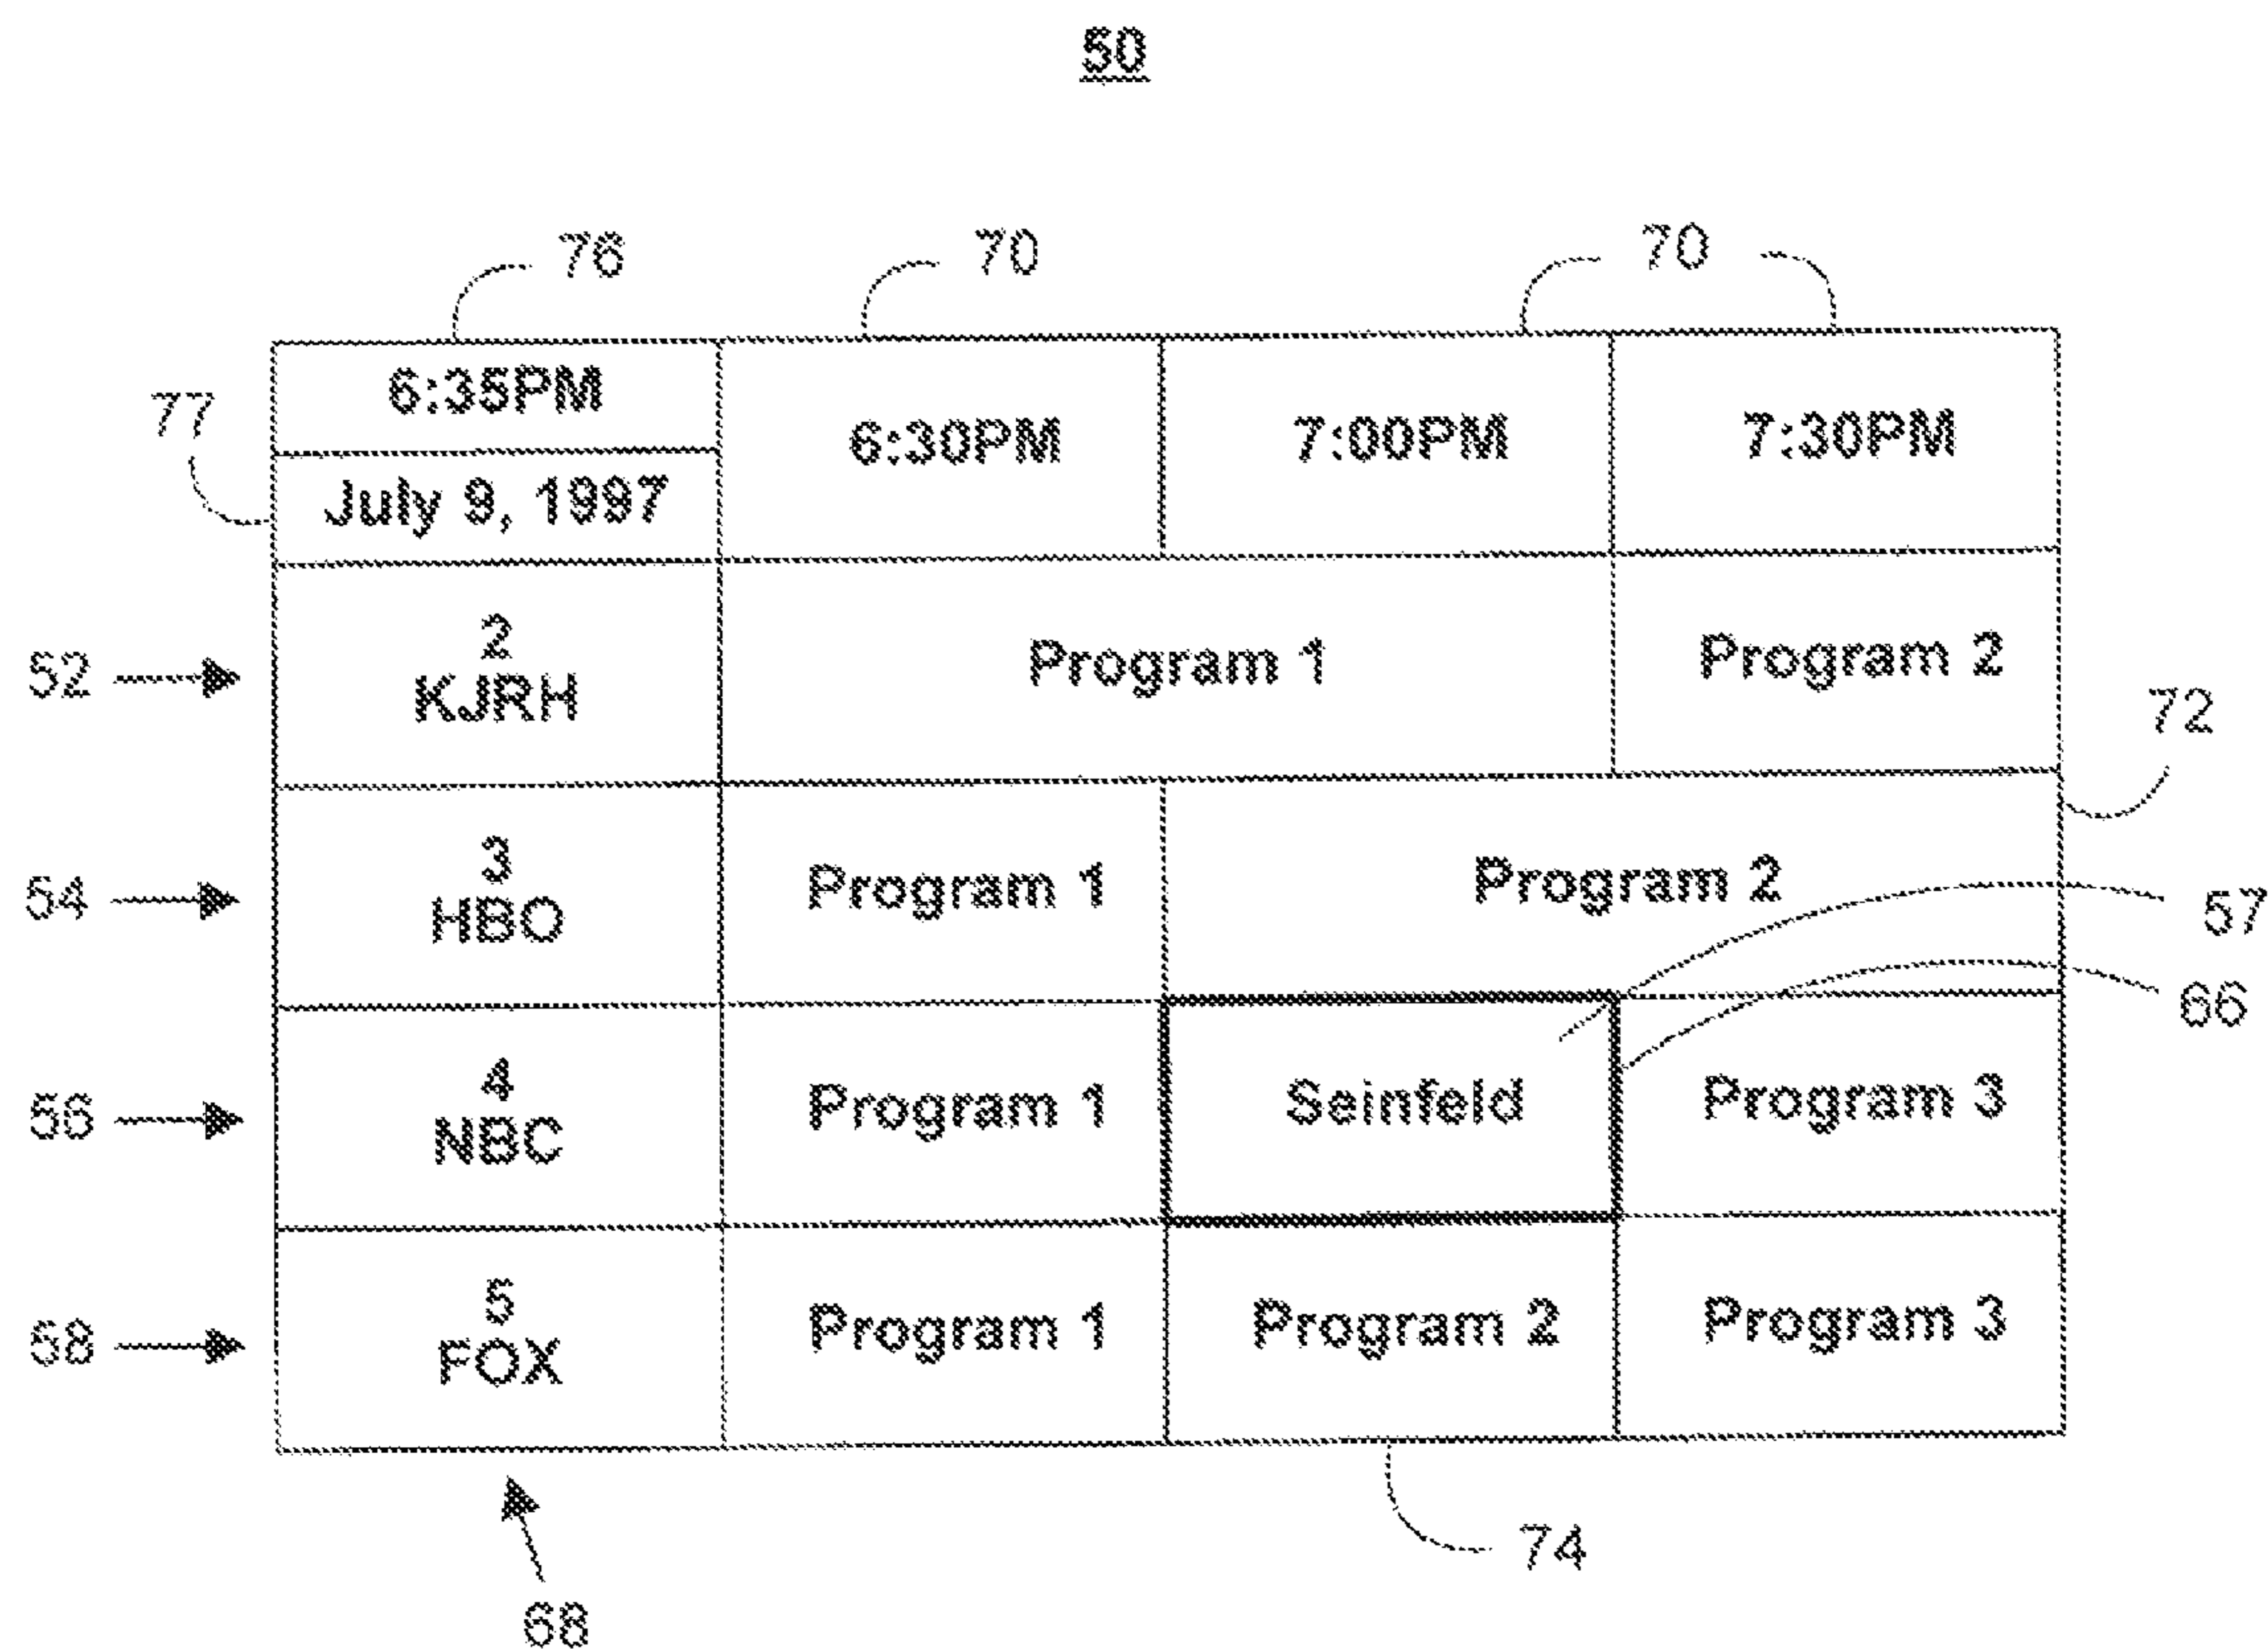 50
76
70
70
77
6:35PM
July 9, 1997
6:30PM
7:00PM
7:30PM
52
2
KJRH
Program 1
Program 2
72
54
3
HBO
Program 1
Program 2
57
66
56
4
NBC
Program 1
Seinfeld
Program 3
58
5
FOX
Program 1
Program 2
Program 3
74
68